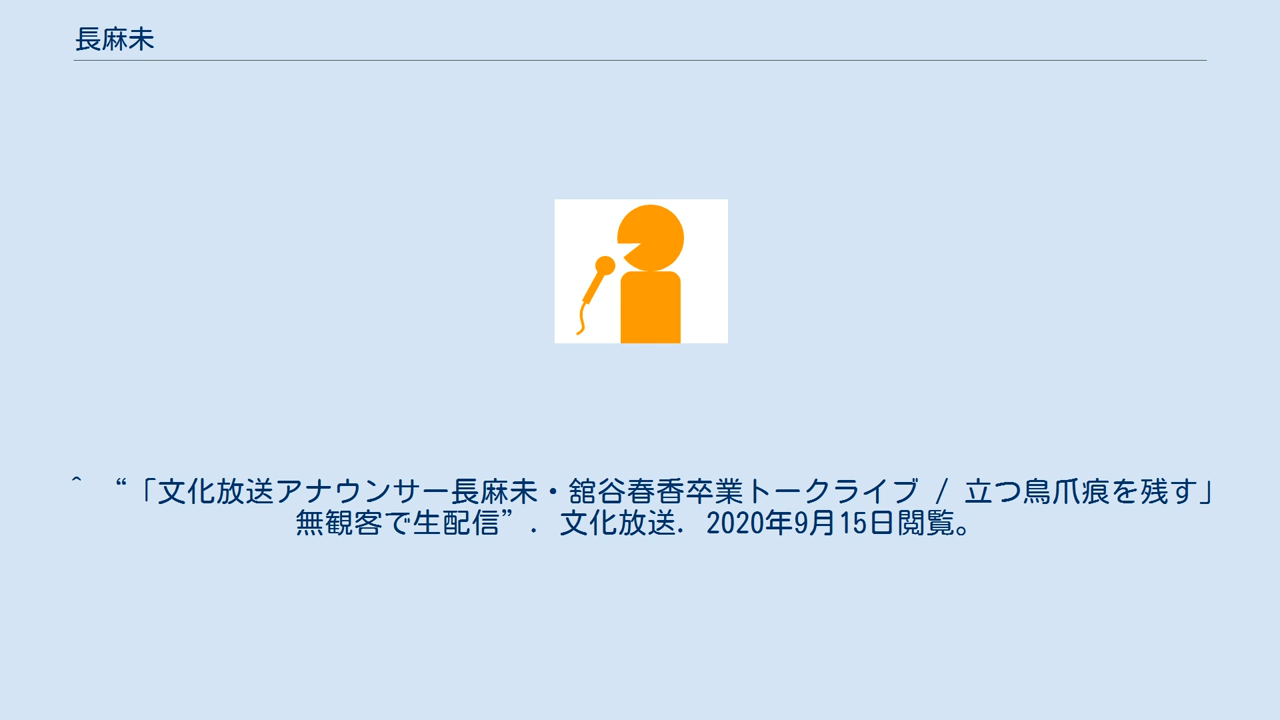 長麻未
^ “「文化放送アナウンサー長麻未・舘谷春香卒業トークライブ / 立つ鳥爪痕を残す」
無観客で生配信”. 文化放送. 2020年9月15日閲覧。